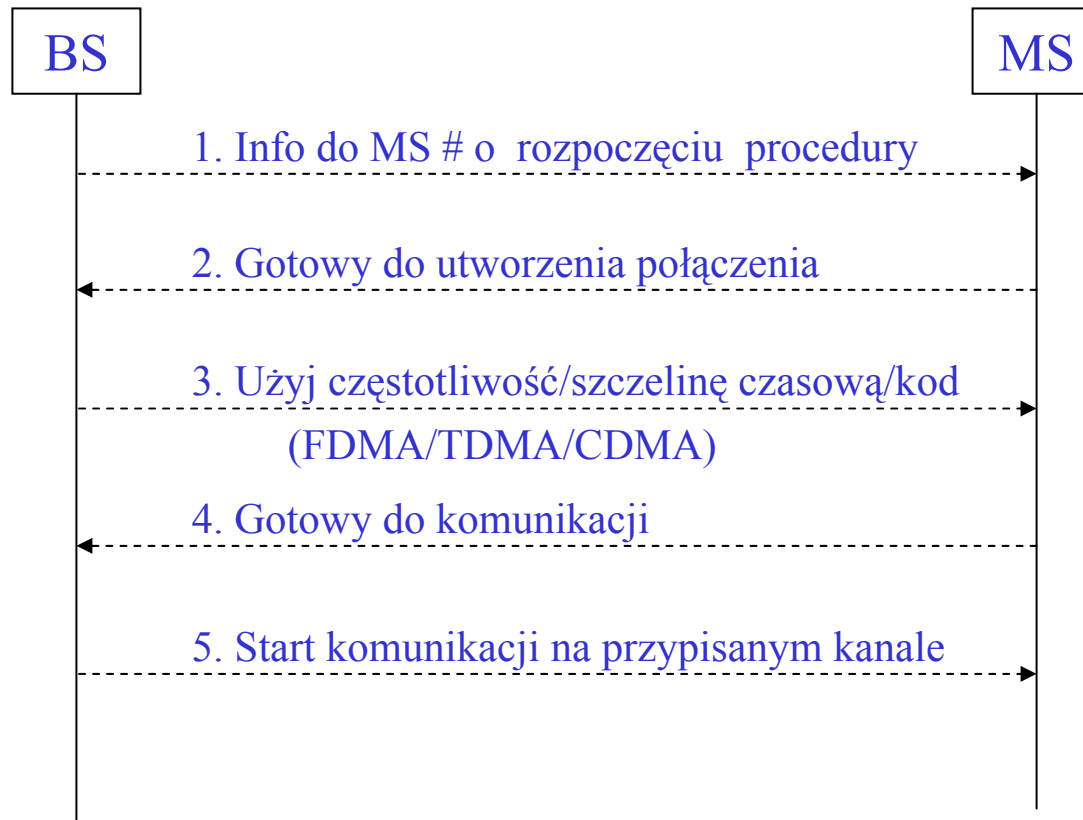 BS
MS
1. Info do MS # o rozpoczęciu procedury
2. Gotowy do utworzenia połączenia
3. Użyj częstotliwość/szczelinę czasową/kod
(FDMA/TDMA/CDMA)
4. Gotowy do komunikacji
5. Start komunikacji na przypisanym kanale